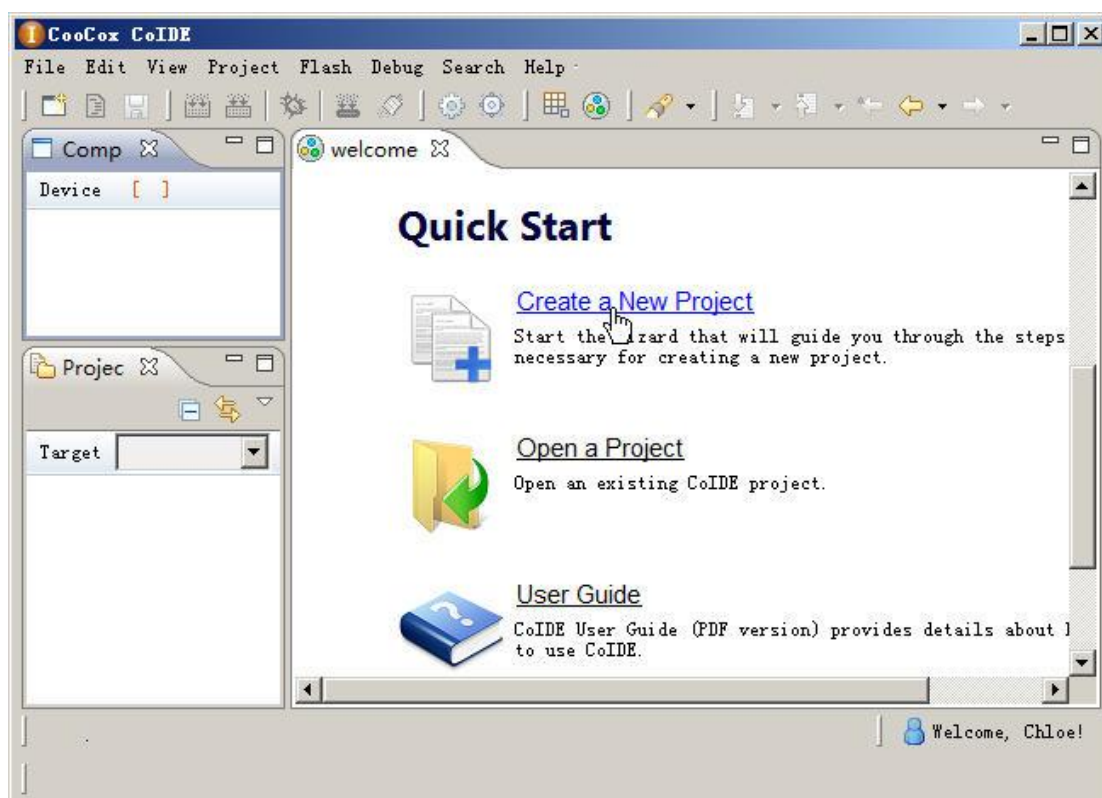 CooCox CoIDE
File Edit View Project Flash Debug Search Help
Comp
welcome
Device [ ]
Quick Start
Create a New Project
Start the zard that will guide you through the steps
necessary for creating a new project.
Projec
Target
Open a Project
Open an existing CoIDE project.
User Guide
CoIDE User Guide (PDF version) provides details about
to use CoIDE.
Welcome, Chloe!